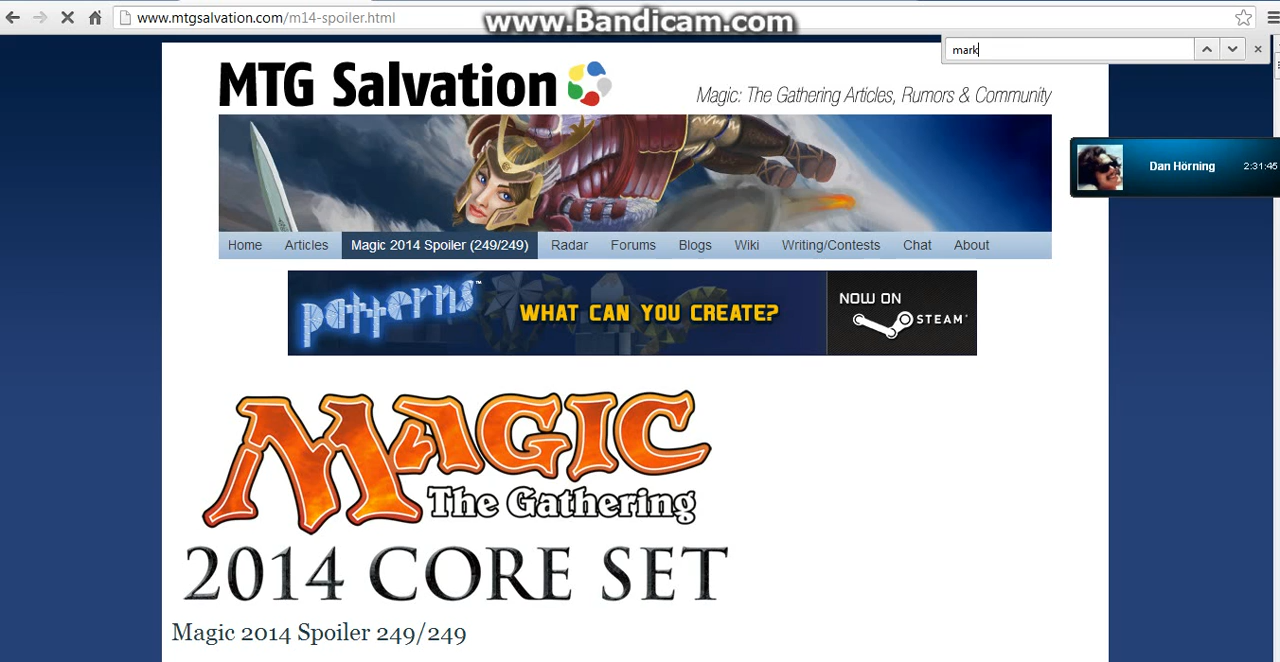 www.mtgsalvation.com/m14-spoiler.html
www.Bandicam.com
mark
MTG Salvation
Magic: The Gathering Articles, Rumors & Community
Dan Hörning 2:31:45
Home Articles Magic 2014 Spoiler (249/249) Radar Forums Blogs Wiki Writing/Contests Chat About
patterns™
WHAT CAN YOU CREATE?
NOW ON
STEAM
MAGIC
The Gathering
2014 CORE SET
Magic 2014 Spoiler 249/249